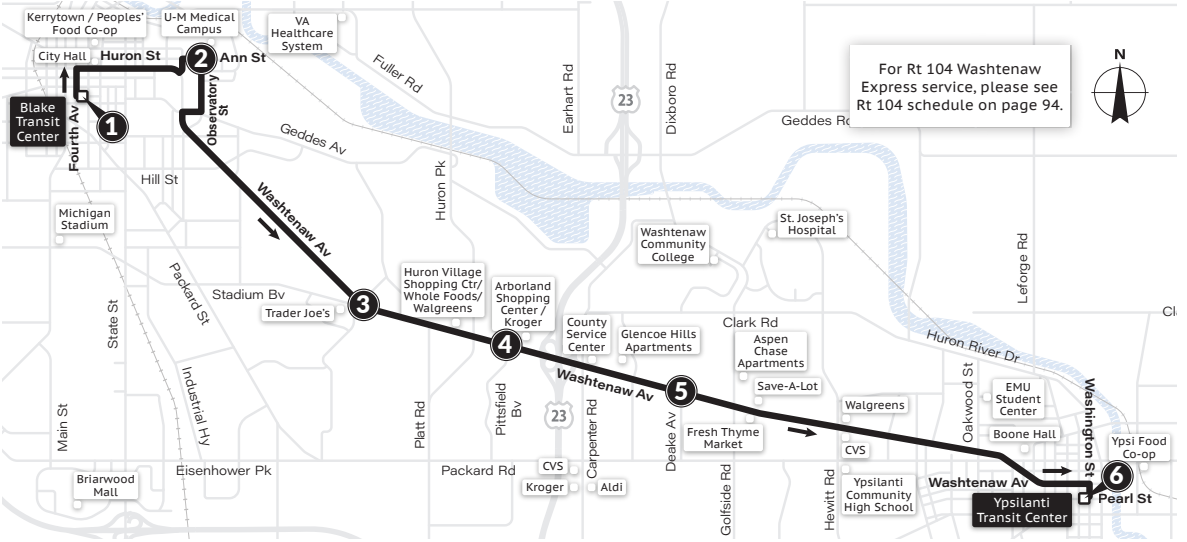 Kerrytown / Peoples'
Food Co-op
U-M Medical
Campus
VA
Healthcare
System
City Hall
Huron St
2
Ann St
Fuller Rd
Earhart Rd
23
Dixboro Rd
For Rt 104 Washtenaw
Express service, please see
Rt 104 schedule on page 94.
N
Blake
Transit
Center
Fourth Av
1
Observatory
St
Geddes Av
Geddes Rd
Hill St
Huron Pk
Washtenaw Av
Michigan
Stadium
Washtenaw
Community
College
St. Joseph's
Hospital
Leforge Rd
Packard St
Stadium Bv
Trader Joe's
3
Huron Village
Shopping Ctr/
Whole Foods/
Walgreens
Arborland
Shopping
Center /
Kroger
4
State St
County
Service
Center
Glencoe Hills
Apartments
Clark Rd
Cl
Aspen
Chase
Apartments
Huron River Dr
Washtenaw Av
5
Save-A-Lot
Industrial Hy
Main St
Platt Rd
Pittsfield
Bv
23
Carpenter Rd
Deake Av
Fresh Thyme
Market
Walgreens
CVS
Oakwood St
EMU
Student
Center
Boone Hall
Washington St
Ypsi Food
Co-op
Briarwood
Mall
Eisenhower Pk
Packard Rd
CVS
Kroger
Aldi
Golfside Rd
Hewitt Rd
Ypsilanti
Community
High School
Washtenaw Av
6
Pearl St
Ypsilanti
Transit Center